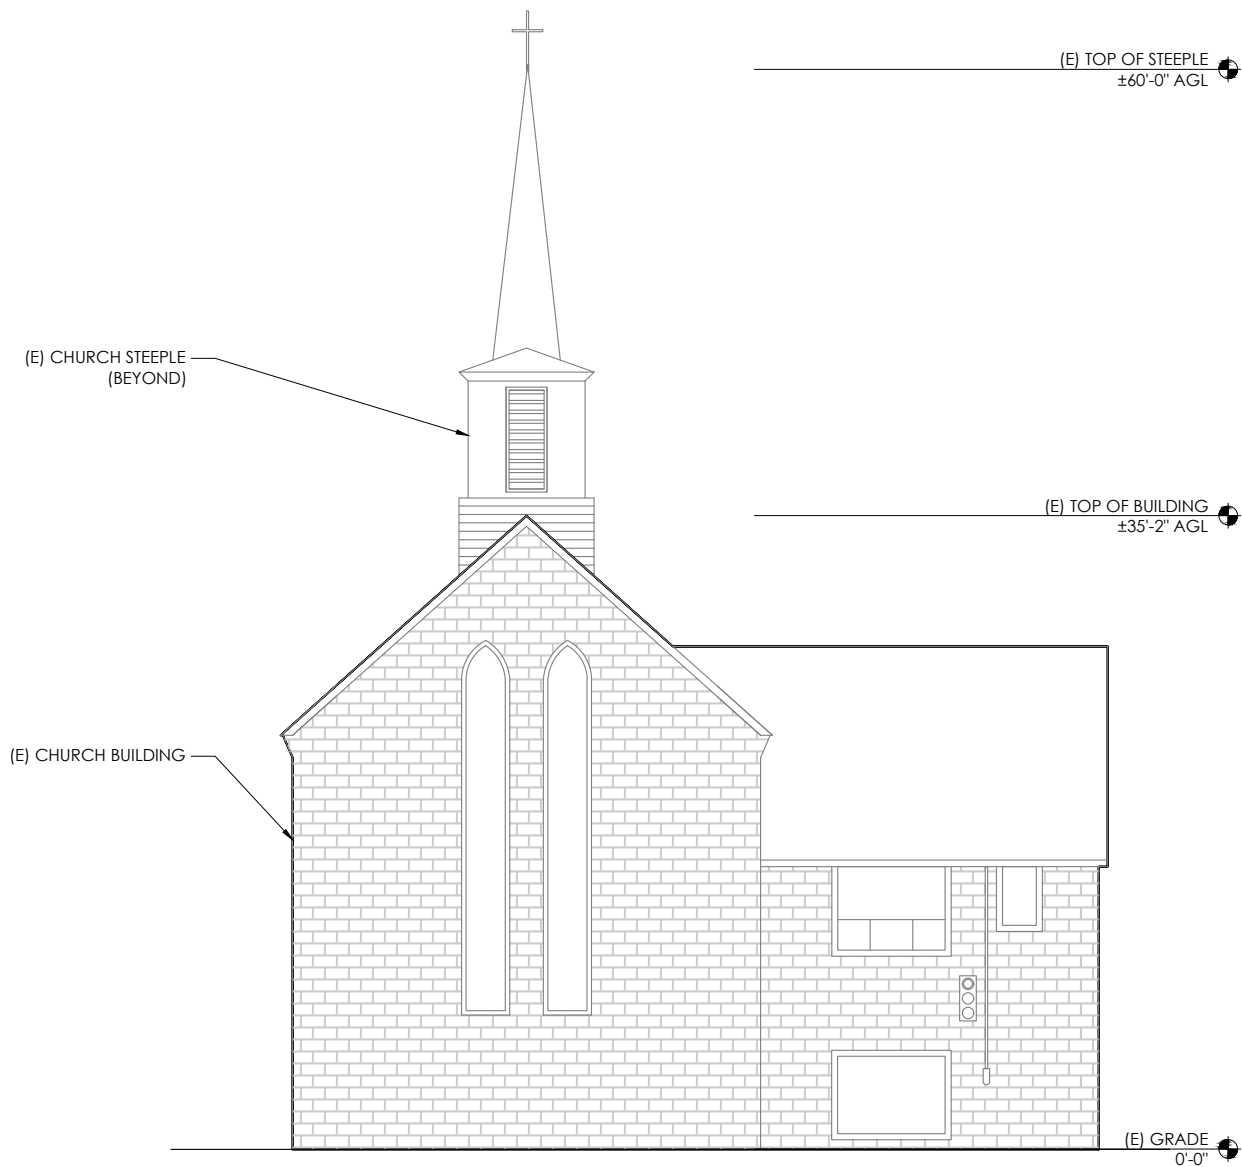 (E) TOP OF STEEPLE
±60'-0" AGL
(E) CHURCH STEEPLE
(BEYOND)
(E) TOP OF BUILDING
±35'-2" AGL
(E) CHURCH BUILDING
(E) GRADE
0'-0"